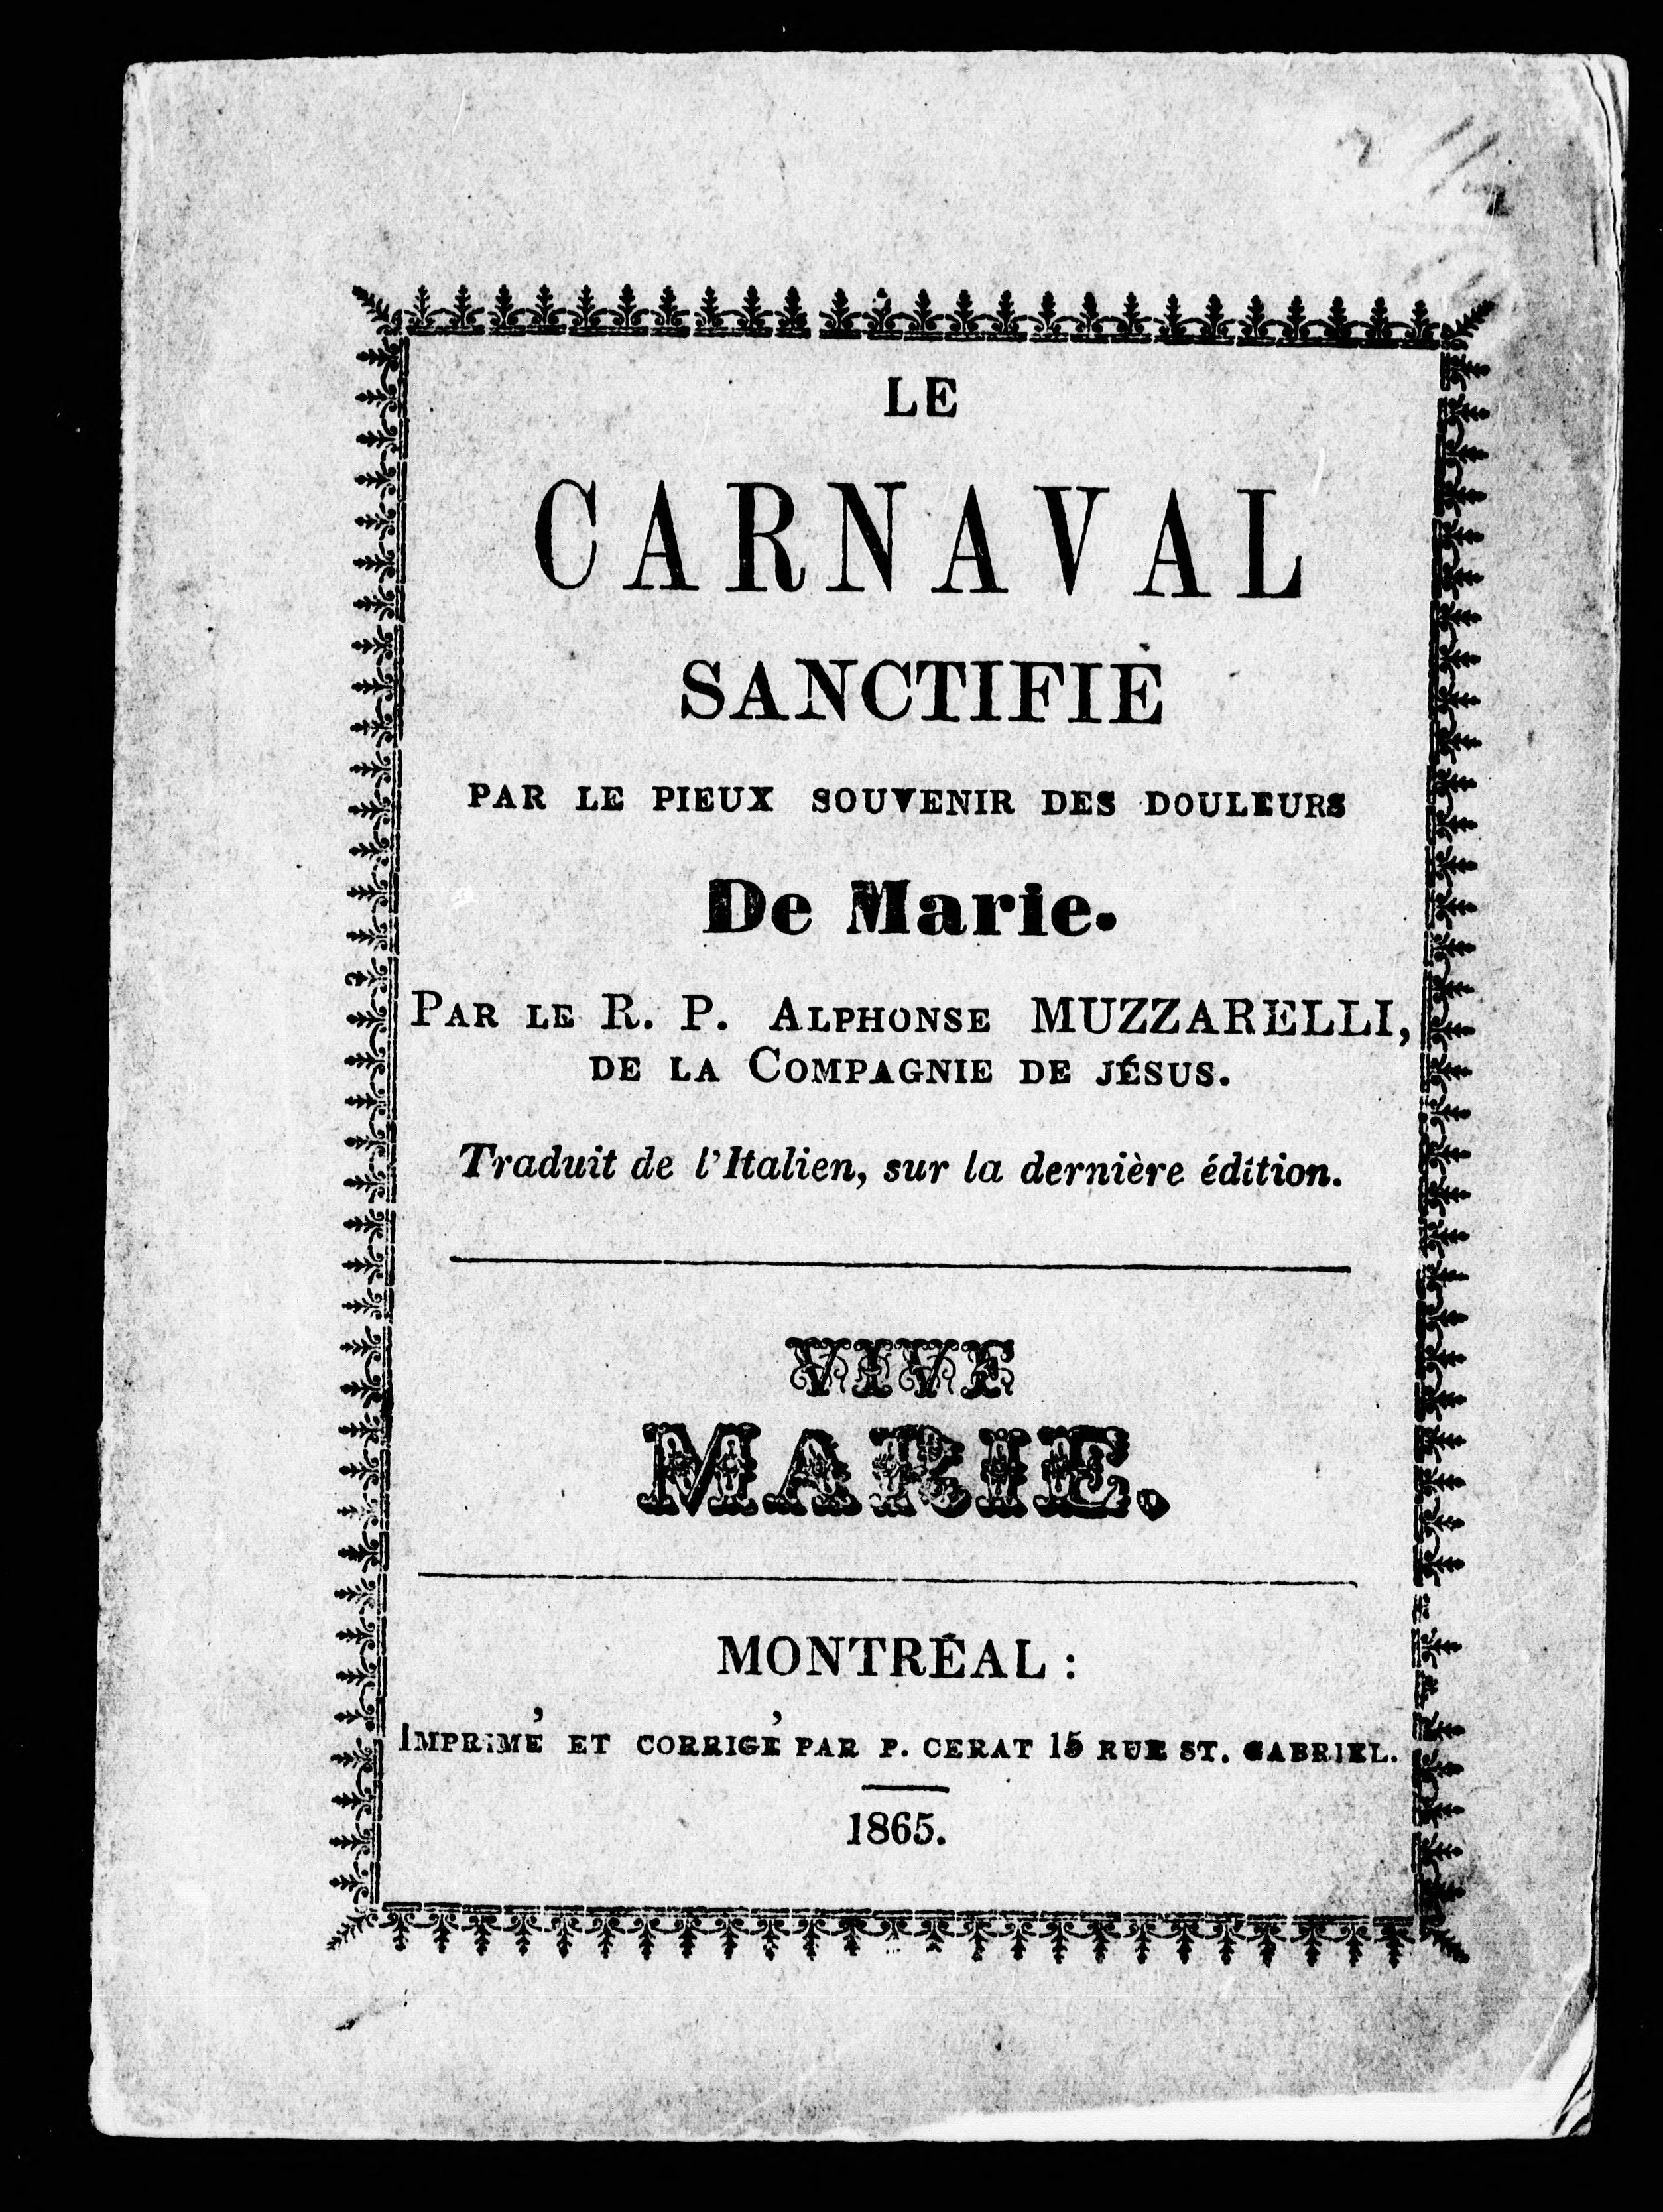 LE
CARNAVAL
SANCTIFIÉ
PAR LE PIEUX SOUVENIR DES DOULEURS
De Marie.
PAR LE R. P. ALPHONSE MUZZARELLI,
DE LA COMPAGNIE DE JÉSUS.
Traduit de l'Italien, sur la dernière édition.
VIVE
MARIE.
MONTRÉAL :
IMPRIMÉ ET CORRIGÉ PAR P. CERAT 15 RUE ST. GABRIEL.
1865.